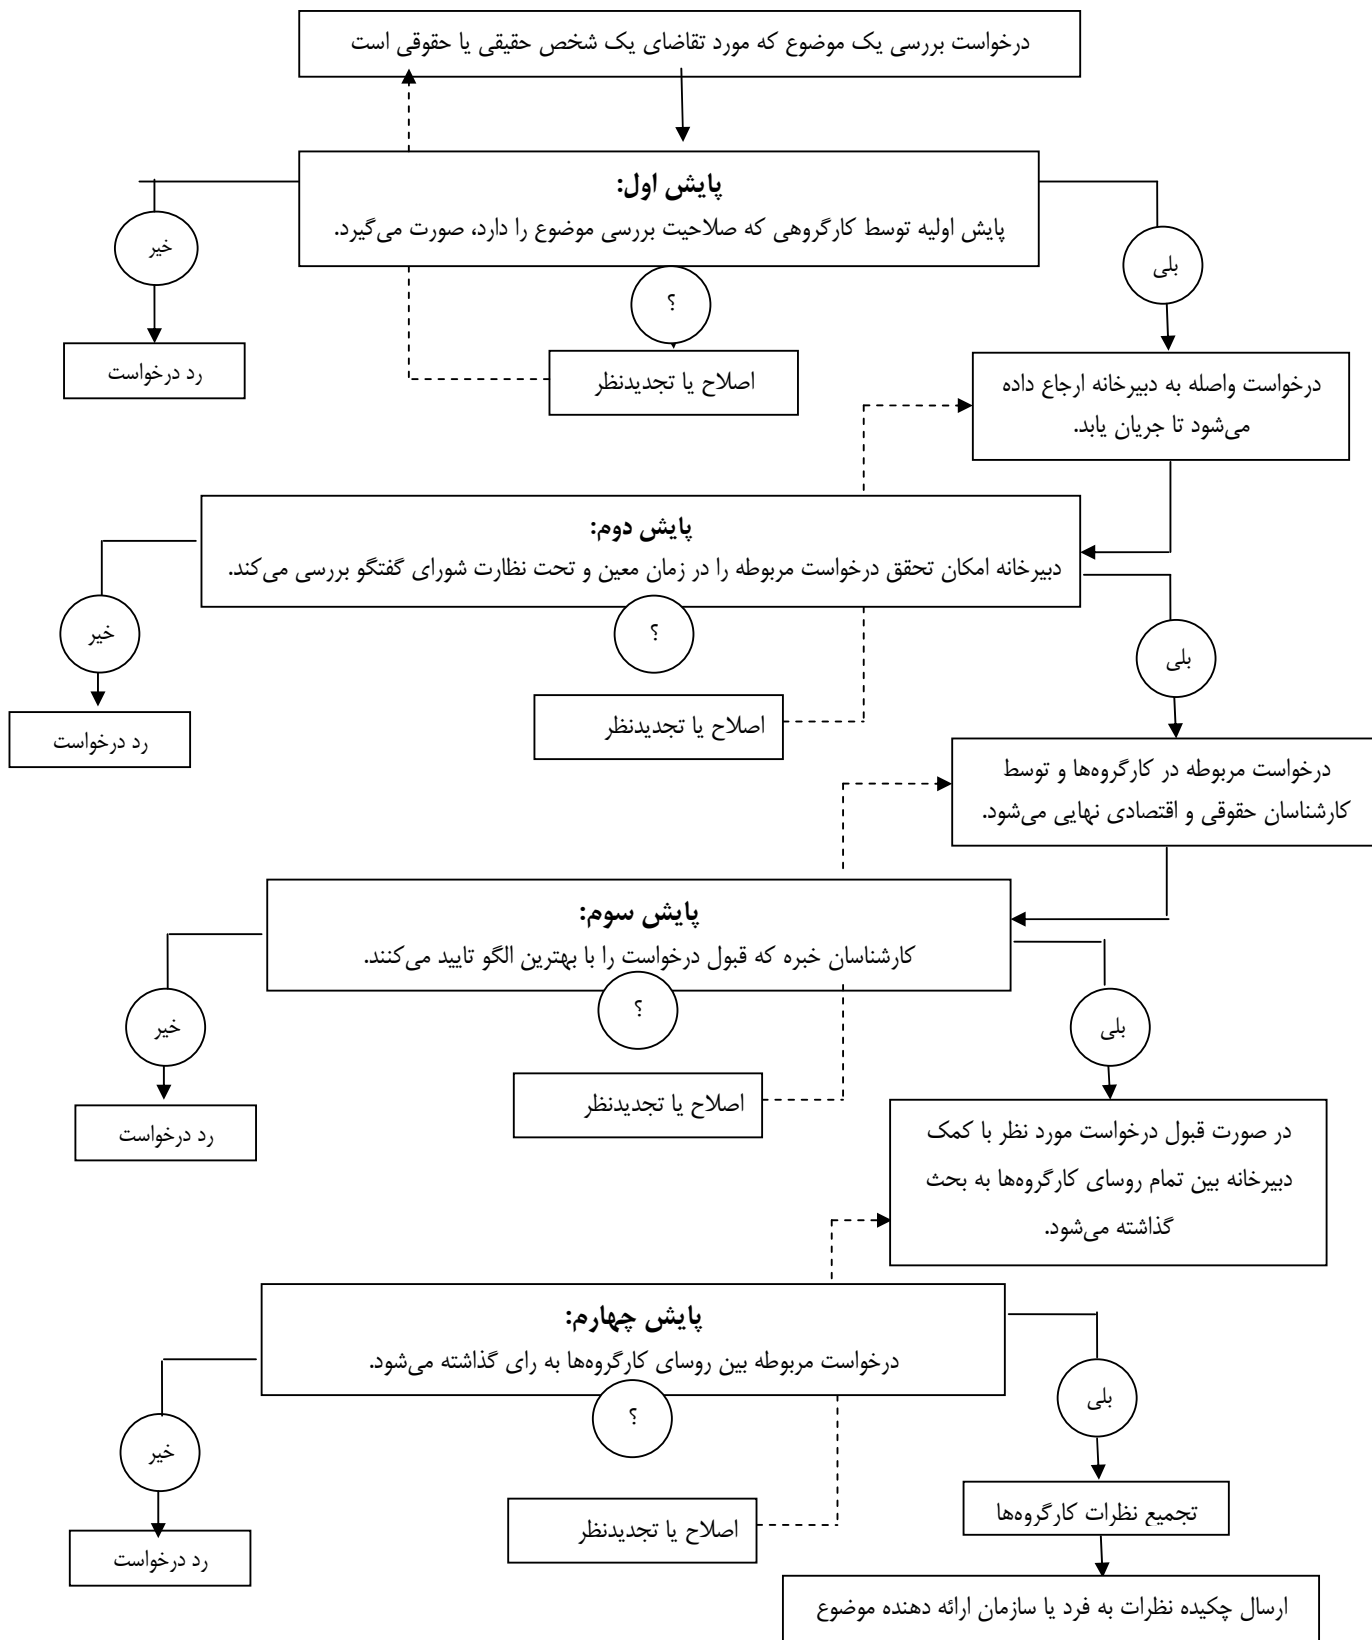 درخواست بررسی یک موضوع که مورد تقاضای یک شخص حقیقی یا حقوقی است
پایش اول:
پایش اولیه توسط کارگروهی که صلاحیت بررسی موضوع را دارد، صورت می‌گیرد.
بلی
خیر
؟
اصلاح یا تجدیدنظر
رد درخواست
درخواست واصله به دبیرخانه ارجاع داده
می‌شود تا جریان یابد.
پایش دوم:
دبیرخانه امکان تحقق درخواست مربوطه را در زمان معین و تحت نظارت شورای گفتگو بررسی می‌کند.
بلی
خیر
؟
اصلاح یا تجدیدنظر
رد درخواست
درخواست مربوطه در کارگروه‌ها و توسط
کارشناسان حقوقی و اقتصادی نهایی می‌شود.
پایش سوم:
کارشناسان خبره که قبول درخواست را با بهترین الگو تایید می‌کنند.
بلی
خیر
؟
اصلاح یا تجدیدنظر
رد درخواست
در صورت قبول درخواست مورد نظر با کمک
دبیرخانه بین تمام روسای کارگروه‌ها به بحث
گذاشته می‌شود.
پایش چهارم:
درخواست مربوطه بین روسای کارگروه‌ها به رای گذاشته می‌شود.
بلی
خیر
؟
اصلاح یا تجدیدنظر
رد درخواست
تجمیع نظرات کارگروه‌ها
ارسال چکیده نظرات به فرد یا سازمان ارائه دهنده موضوع